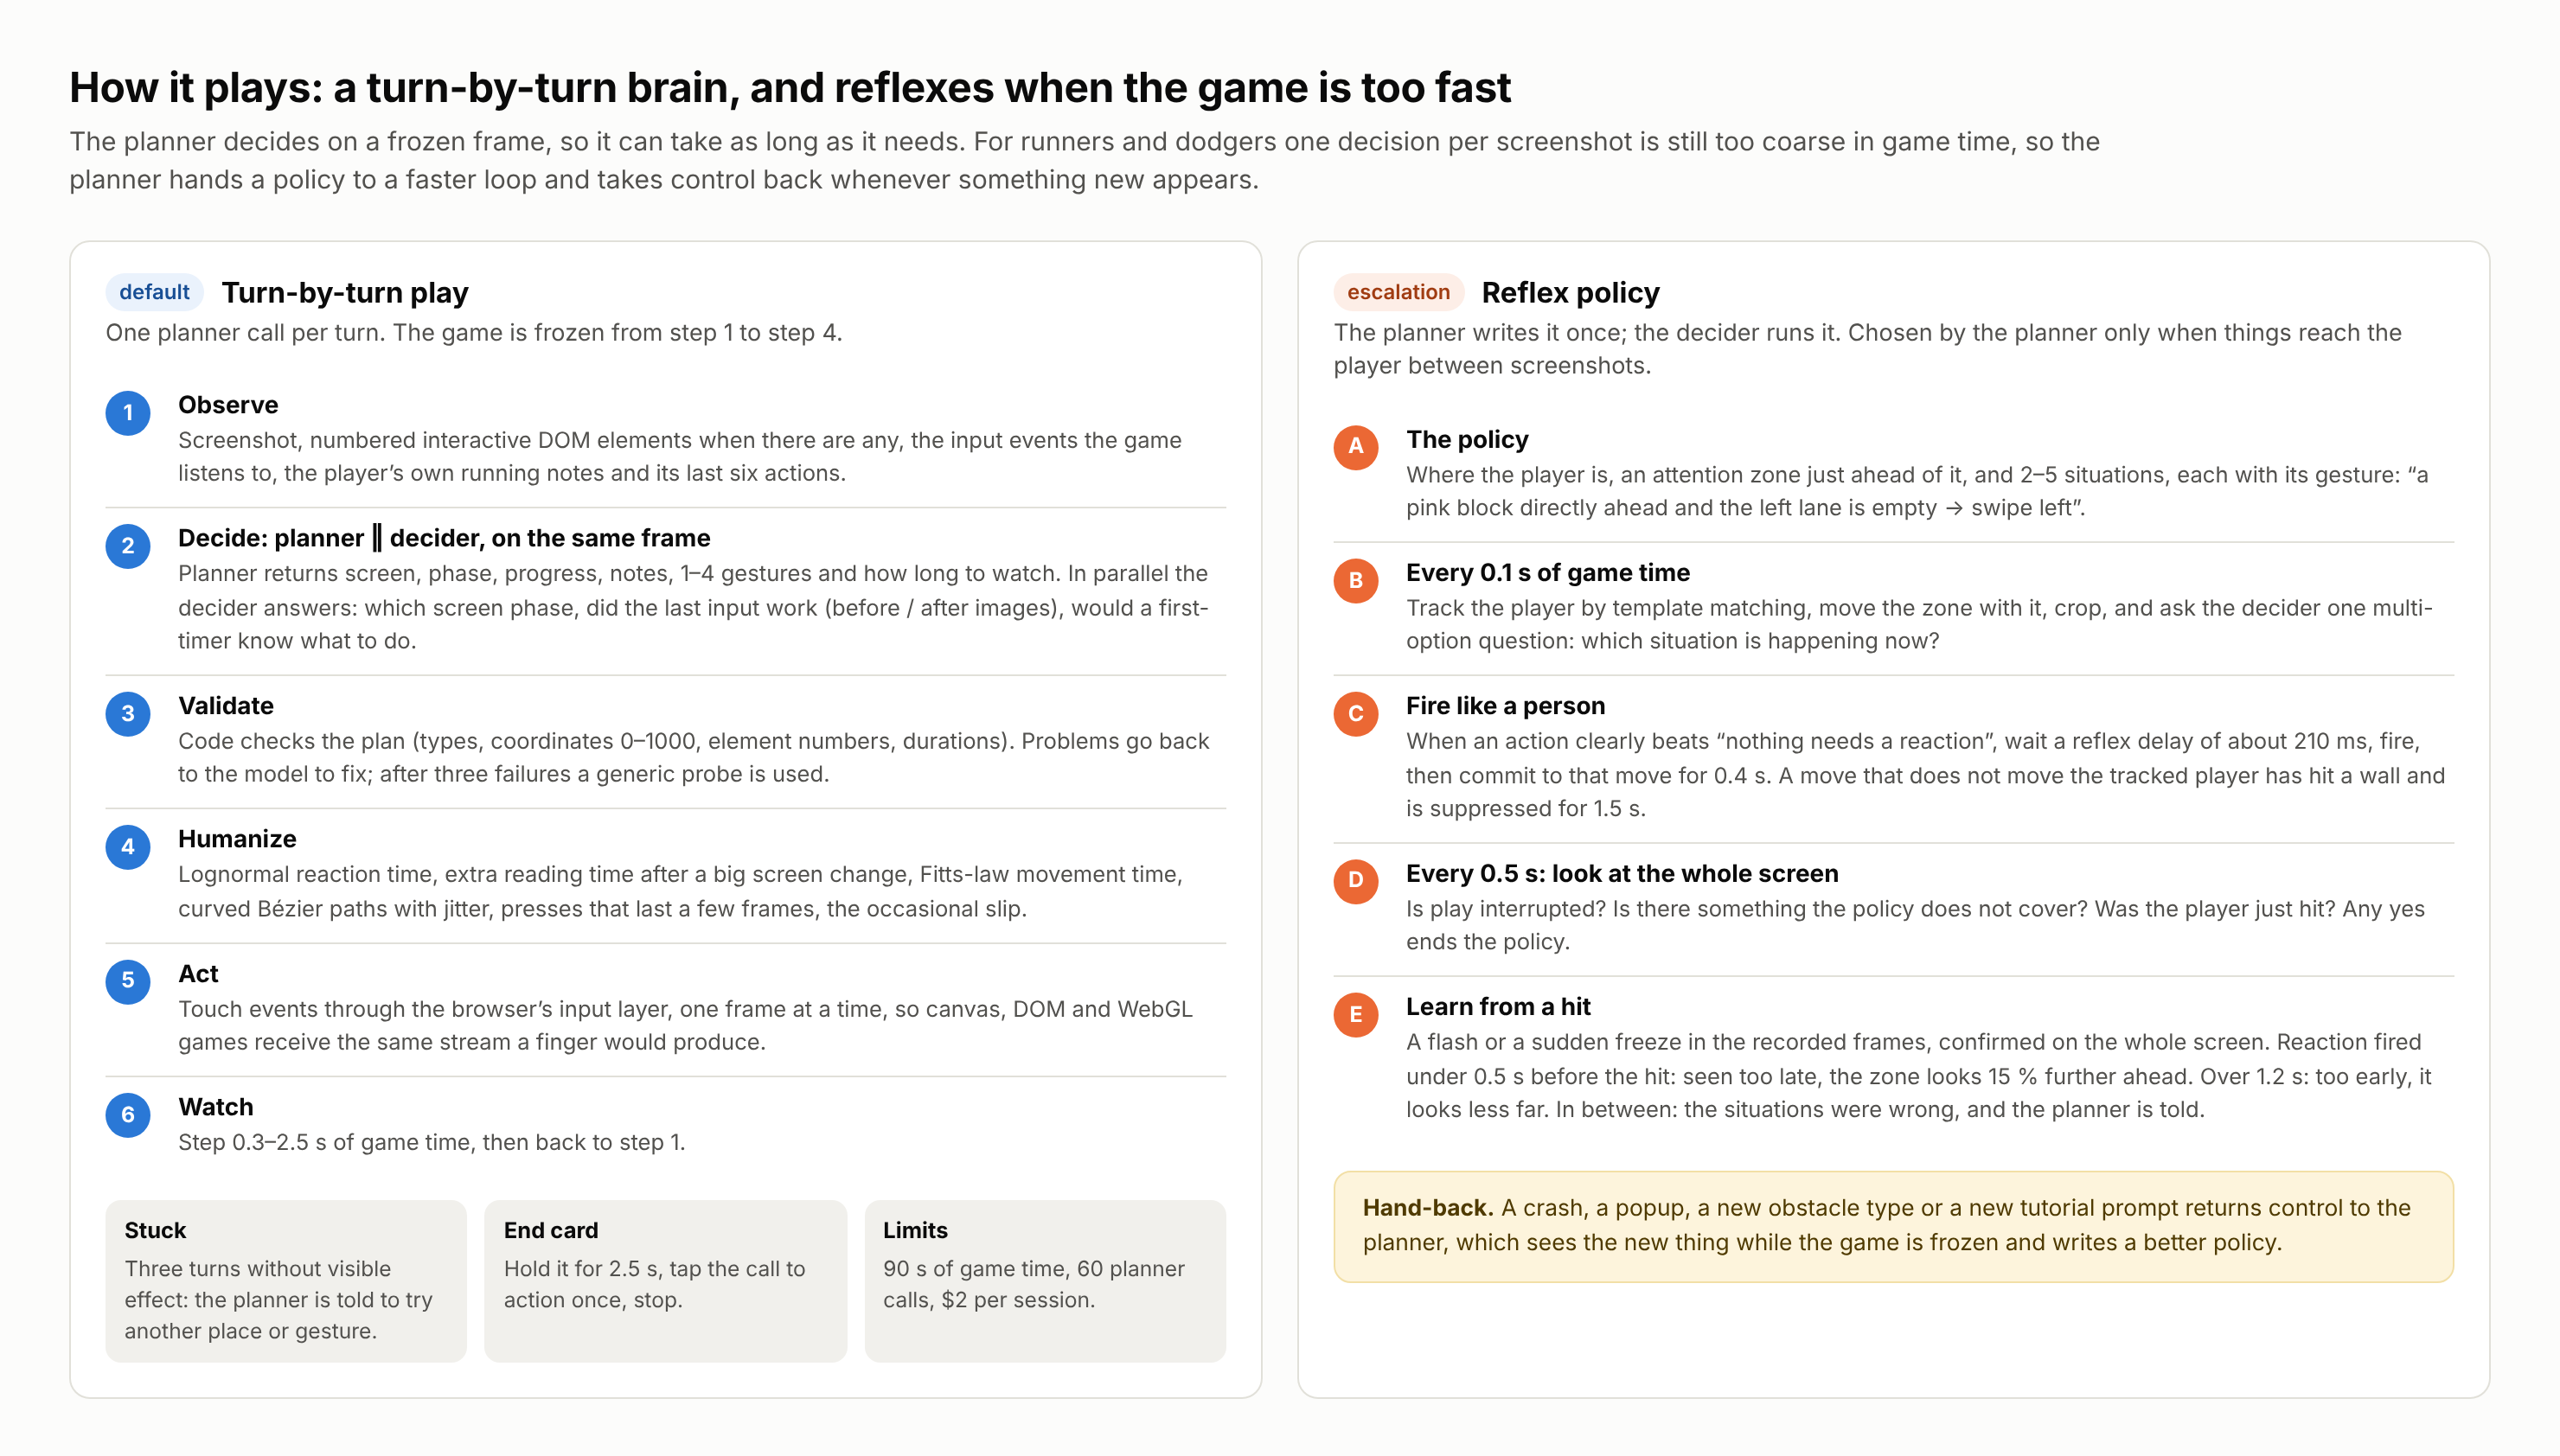 How it plays: a turn-by-turn brain, and reflexes when the game is too fast
The planner decides on a frozen frame, so it can take as long as it needs. For runners and dodgers one decision per screenshot is still too coarse in game time, so the
planner hands a policy to a faster loop and takes control back whenever something new appears.
default Turn-by-turn play
One planner call per turn. The game is frozen from step 1 to step 4.
1 Observe
Screenshot, numbered interactive DOM elements when there are any, the input events the game
listens to, the player’s own running notes and its last six actions.
2 Decide: planner ‖ decider, on the same frame
Planner returns screen, phase, progress, notes, 1–4 gestures and how long to watch. In parallel the
decider answers: which screen phase, did the last input work (before / after images), would a first-
timer know what to do.
3 Validate
Code checks the plan (types, coordinates 0–1000, element numbers, durations). Problems go back
to the model to fix; after three failures a generic probe is used.
4 Humanize
Lognormal reaction time, extra reading time after a big screen change, Fitts-law movement time,
curved Bézier paths with jitter, presses that last a few frames, the occasional slip.
5 Act
Touch events through the browser’s input layer, one frame at a time, so canvas, DOM and WebGL
games receive the same stream a finger would produce.
6 Watch
Step 0.3–2.5 s of game time, then back to step 1.
Stuck
Three turns without visible
effect: the planner is told to try
another place or gesture.
End card
Hold it for 2.5 s, tap the call to
action once, stop.
Limits
90 s of game time, 60 planner
calls, $2 per session.
escalation Reflex policy
The planner writes it once; the decider runs it. Chosen by the planner only when things reach the
player between screenshots.
A The policy
Where the player is, an attention zone just ahead of it, and 2–5 situations, each with its gesture: “a
pink block directly ahead and the left lane is empty → swipe left”.
B Every 0.1 s of game time
Track the player by template matching, move the zone with it, crop, and ask the decider one multi-
option question: which situation is happening now?
C Fire like a person
When an action clearly beats “nothing needs a reaction”, wait a reflex delay of about 210 ms, fire,
then commit to that move for 0.4 s. A move that does not move the tracked player has hit a wall and
is suppressed for 1.5 s.
D Every 0.5 s: look at the whole screen
Is play interrupted? Is there something the policy does not cover? Was the player just hit? Any yes
ends the policy.
E Learn from a hit
A flash or a sudden freeze in the recorded frames, confirmed on the whole screen. Reaction fired
under 0.5 s before the hit: seen too late, the zone looks 15 % further ahead. Over 1.2 s: too early, it
looks less far. In between: the situations were wrong, and the planner is told.
Hand-back. A crash, a popup, a new obstacle type or a new tutorial prompt returns control to the
planner, which sees the new thing while the game is frozen and writes a better policy.